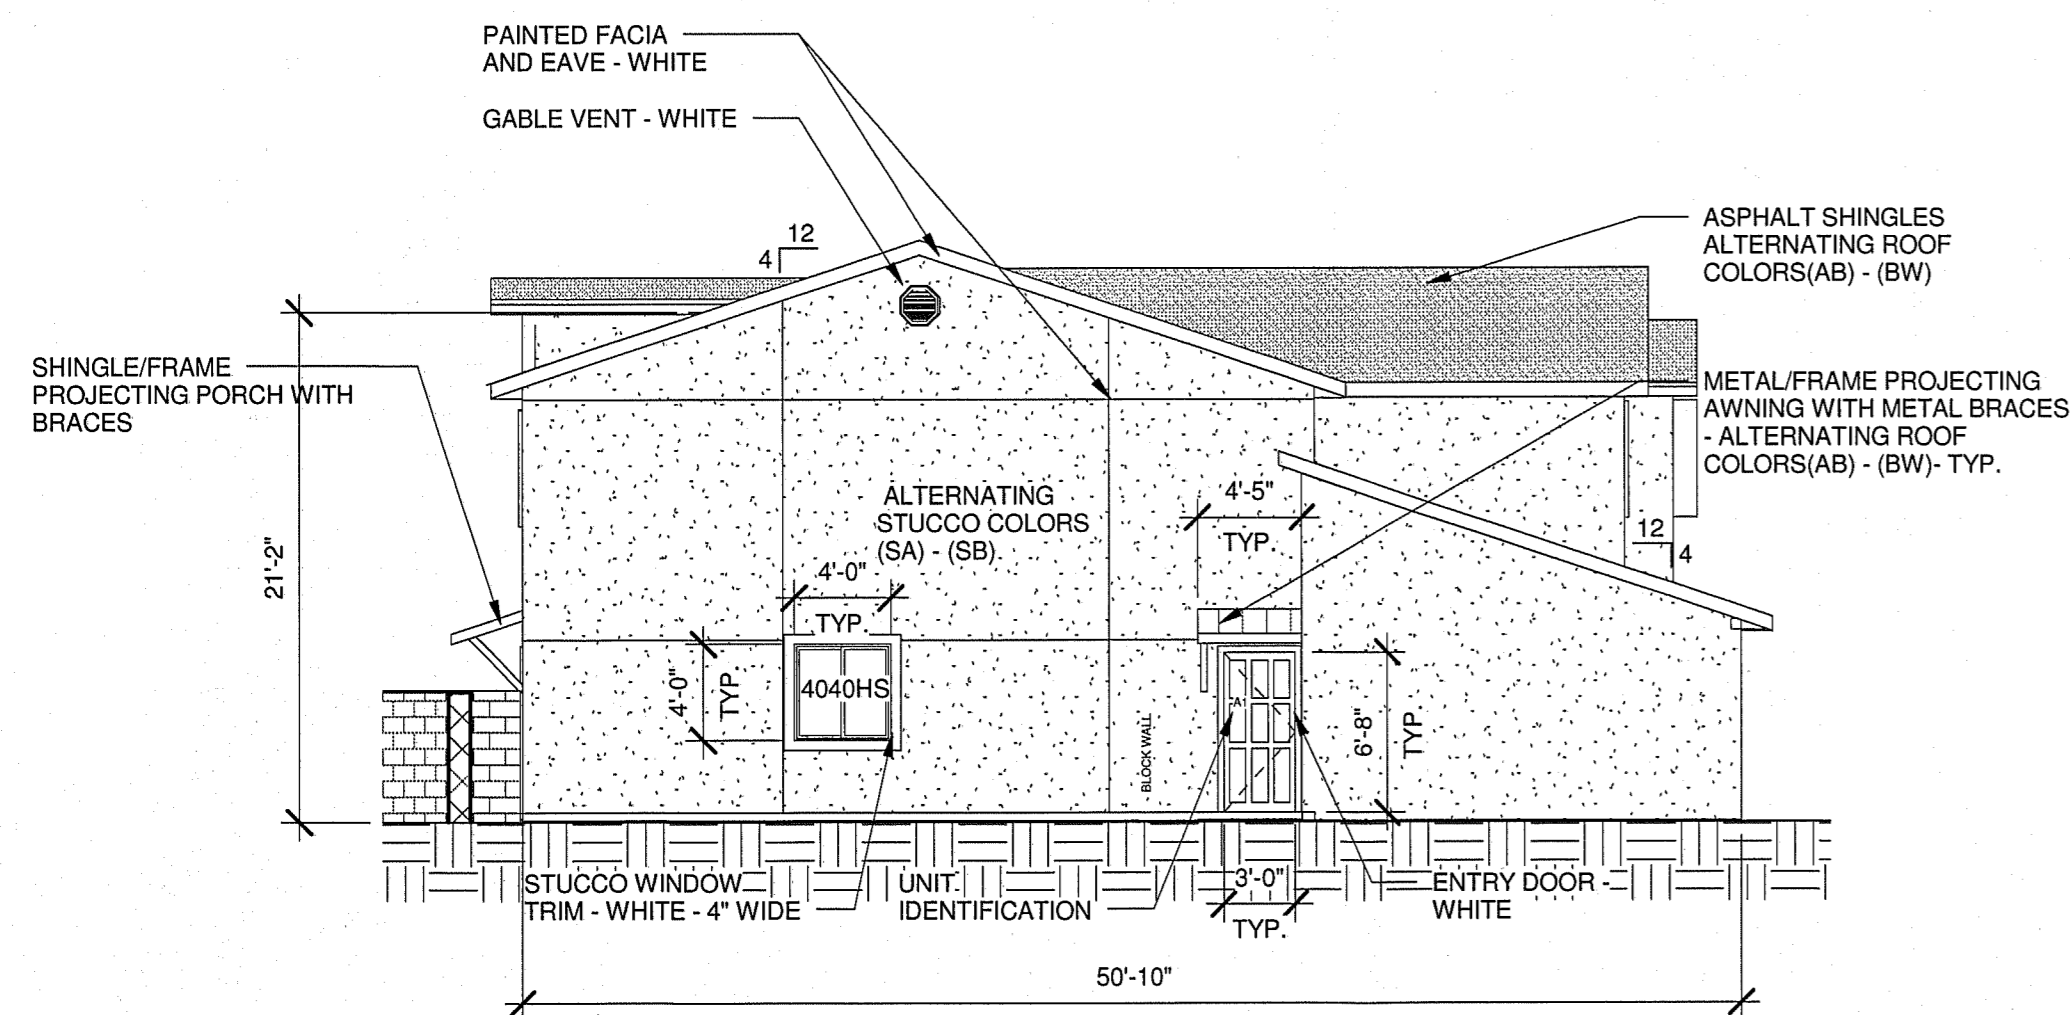 PAINTED FACIA
AND EAVE - WHITE
GABLE VENT - WHITE
12
4
ASPHALT SHINGLES
ALTERNATING ROOF
COLORS(AB) - (BW)
SHINGLE/FRAME
PROJECTING PORCH WITH
BRACES
METAL/FRAME PROJECTING
AWNING WITH METAL BRACES
- ALTERNATING ROOF
COLORS(AB) - (BW)- TYP.
ALTERNATING
STUCCO COLORS
(SA) - (SB)
4'-5"
TYP.
12
4
21'-2"
4'-0"
TYP.
4'-0"
TYP
4040HS
A1
BLOCK WALL
6'-8"
TYP.
STUCCO WINDOW
TRIM - WHITE - 4" WIDE
UNIT
IDENTIFICATION
3'-0"
TYP.
ENTRY DOOR -
WHITE
50'-10"